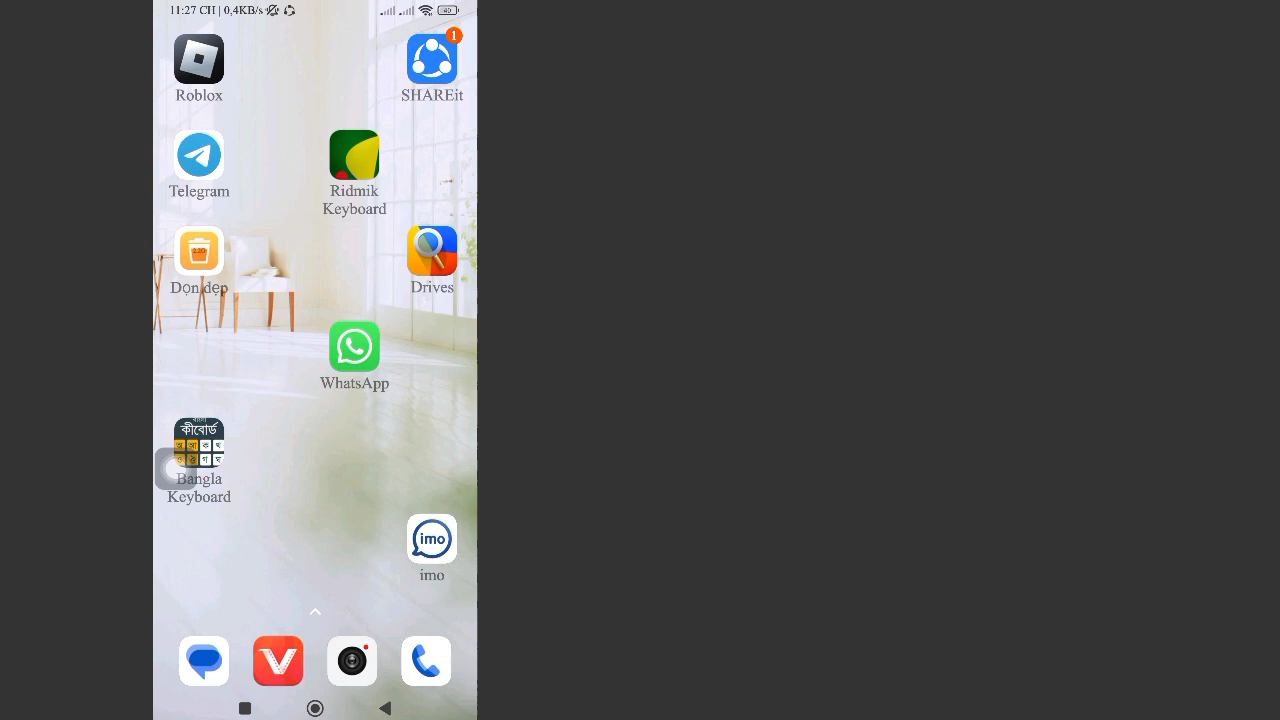 11:27 CH | 0,4KB/s
40
Roblox
1
SHAREit
Telegram
Ridmik
Keyboard
Dọn dẹp
Drives
WhatsApp
কীবোর্ড
অ আ ক খ
গ ঘ
Bangla
Keyboard
imo
imo